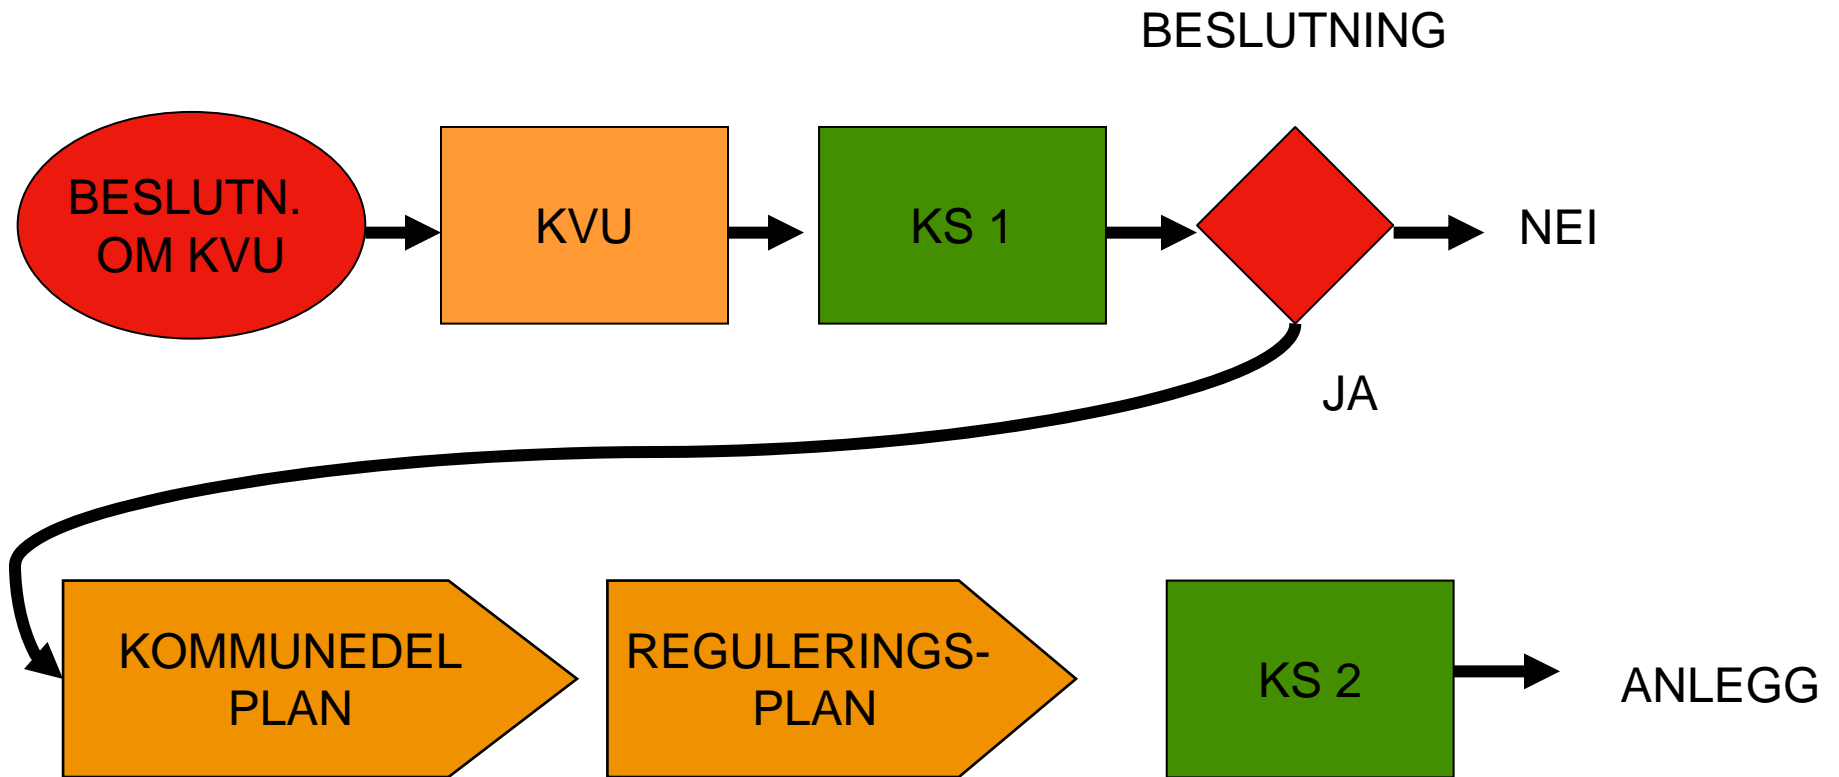 BESLUTNING
BESLUTN.
OM KVU
KVU
KS 1
NEI
JA
KOMMUNEDEL
PLAN
REGULERINGS-
PLAN
KS 2
ANLEGG